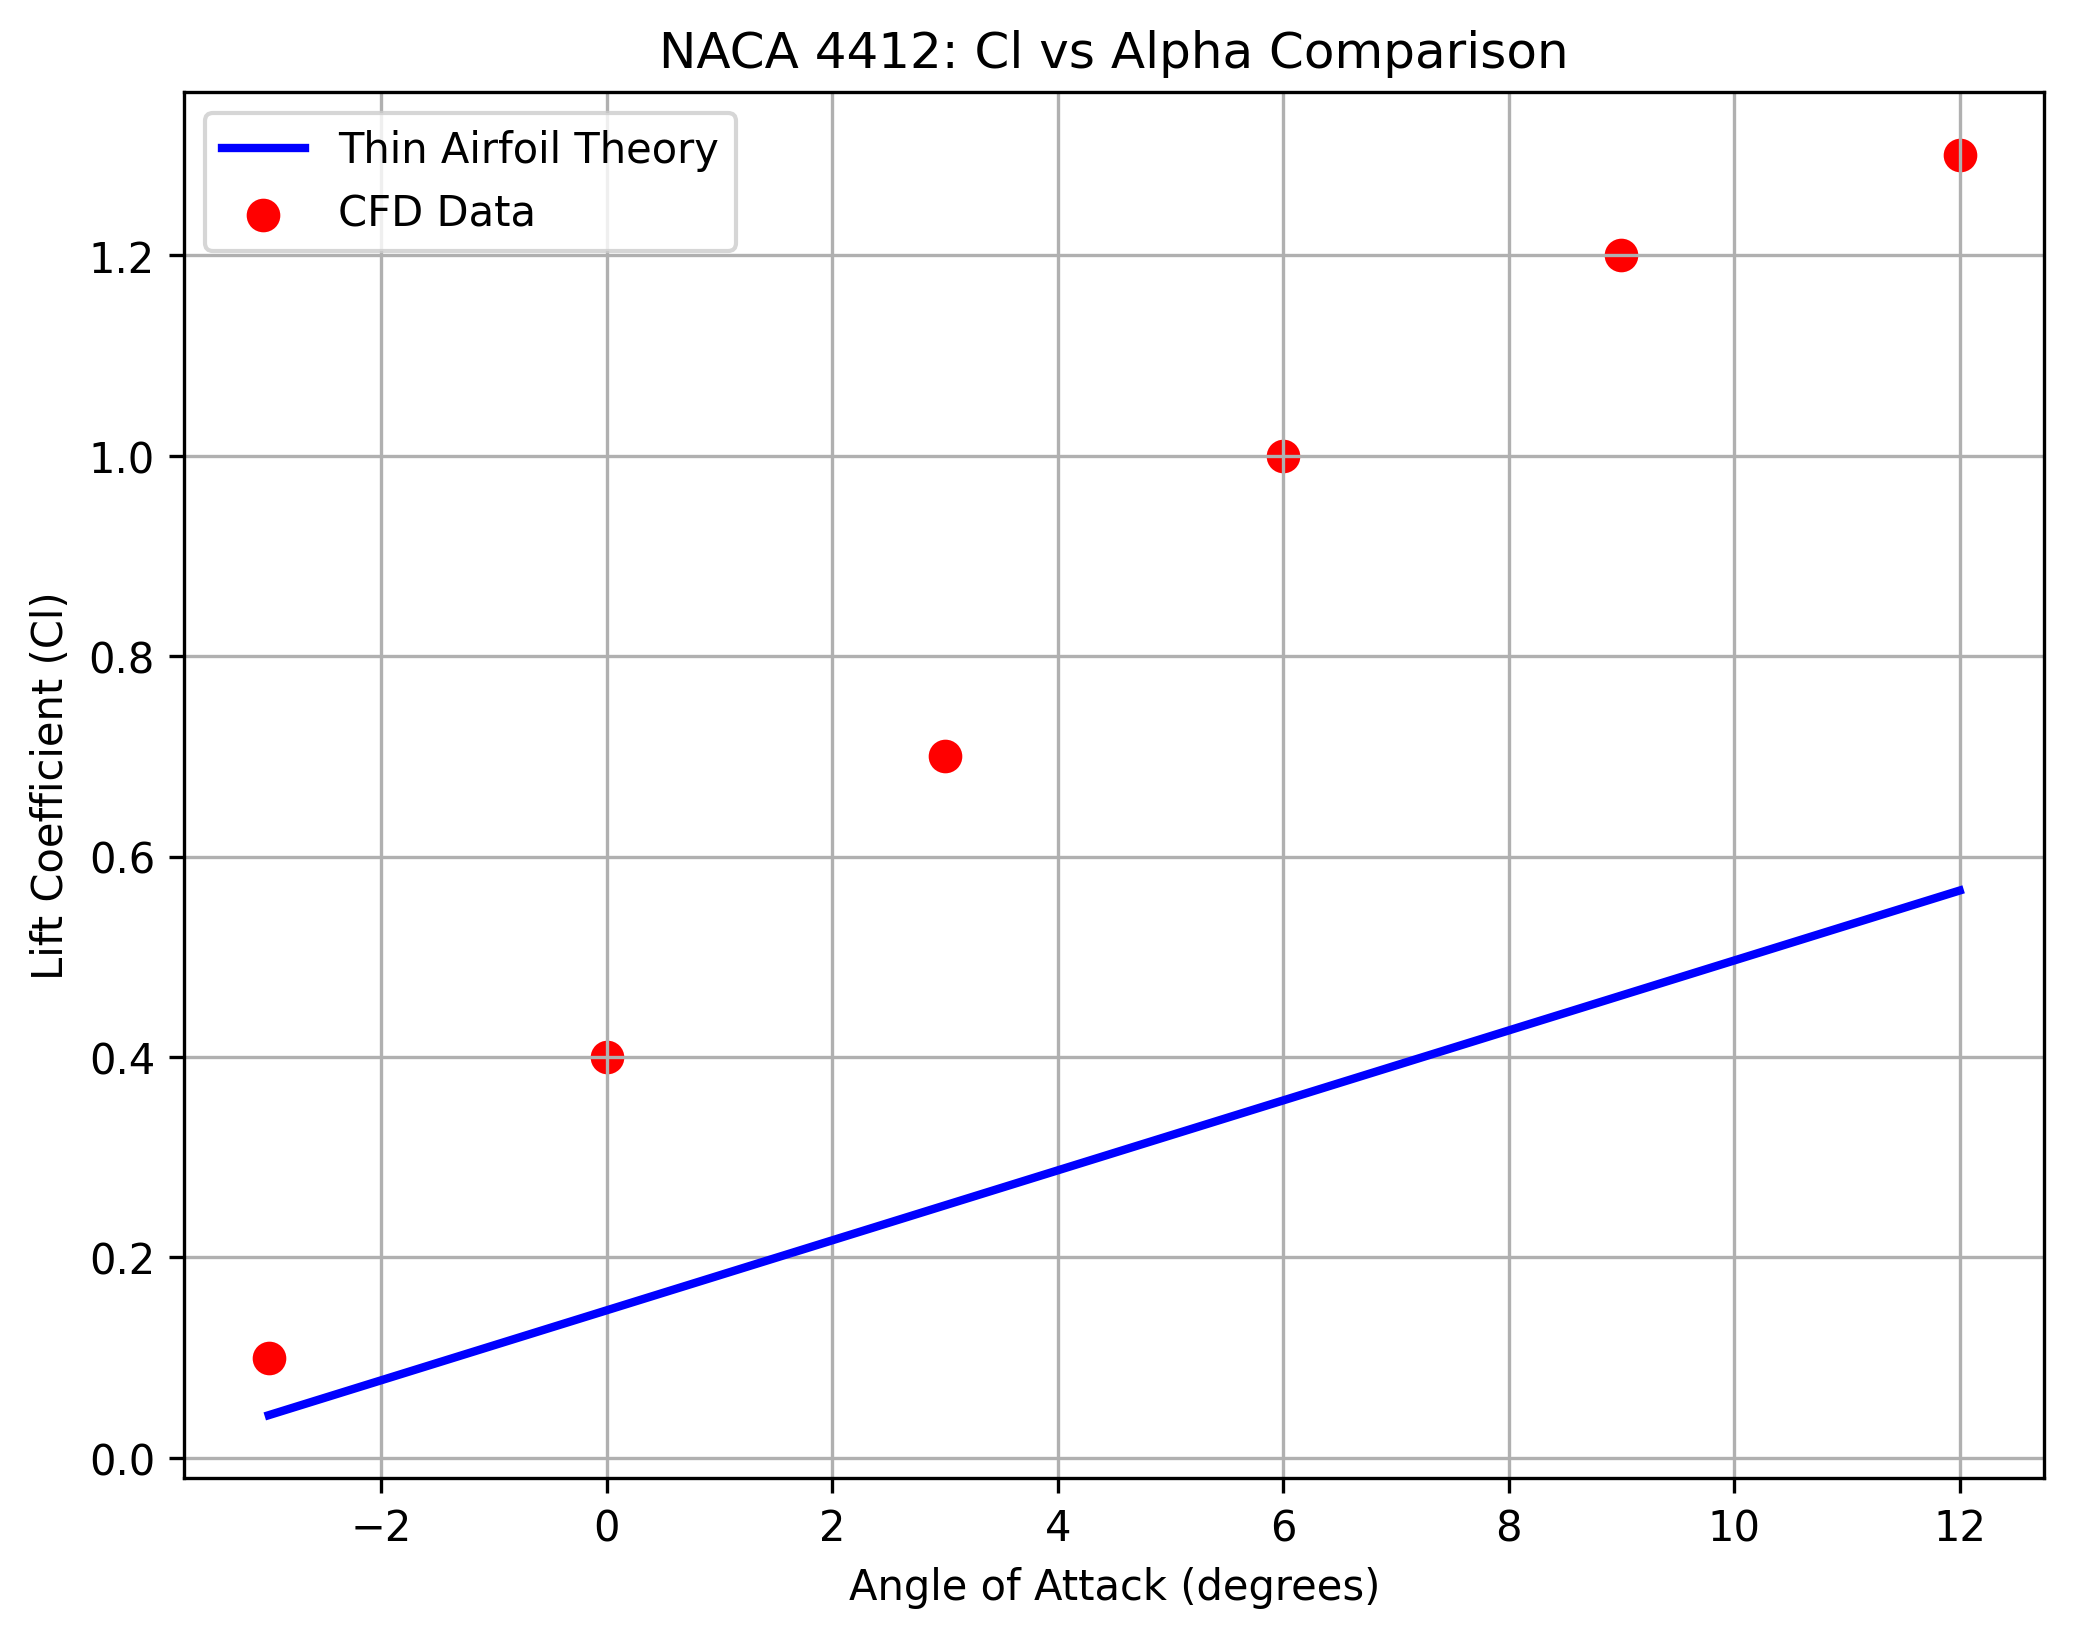 NACA 4412: Cl vs Alpha Comparison
Thin Airfoil Theory
CFD Data
1.2
1.0
0.8
0.6
0.4
0.2
0.0
Lift Coefficient (Cl)
−2 0 2 4 6 8 10 12
Angle of Attack (degrees)